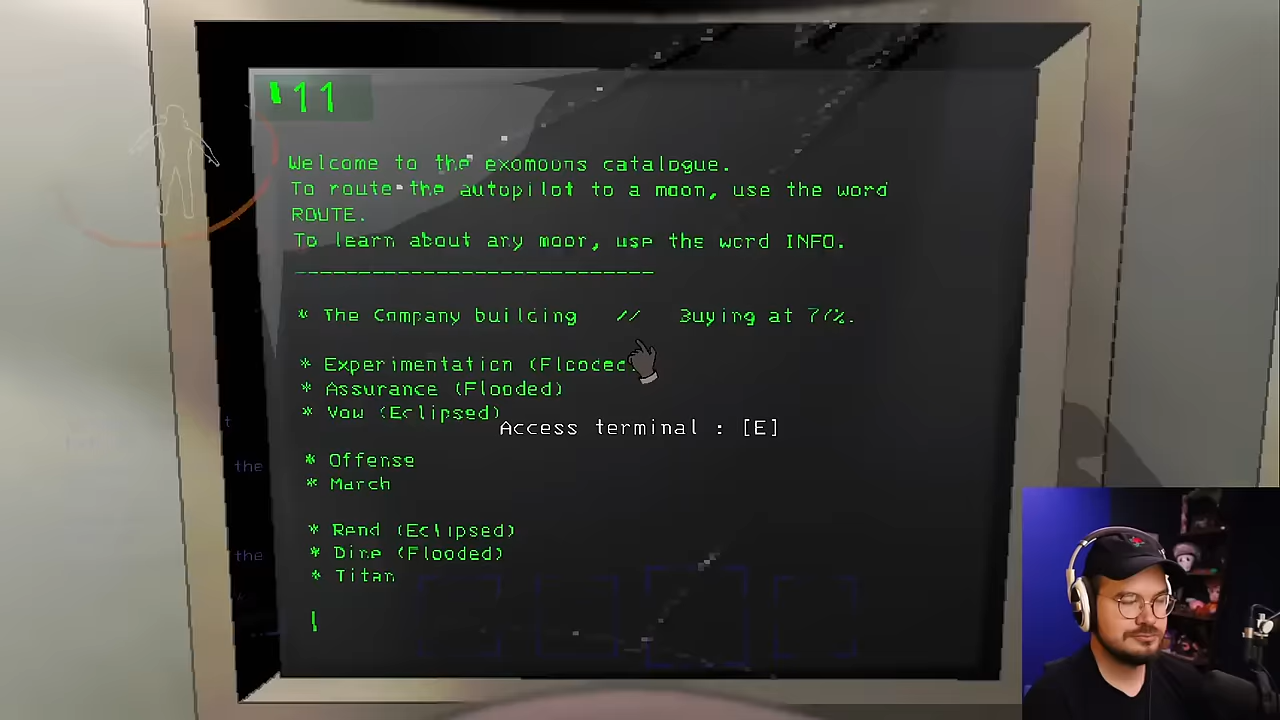 11
Welcome to the exomoons catalogue.
To route the autopilot to a moon, use the word
ROUTE.
To learn about any moon, use the word INFO.
* The Company building // Buying at 77%.
* Experimentation (Flooded)
* Assurance (Flooded)
* Vow (Eclipsed)
Access terminal : [E]
* Offense
* March
* Rend (Eclipsed)
* Dine (Flooded)
* Titan
the
the